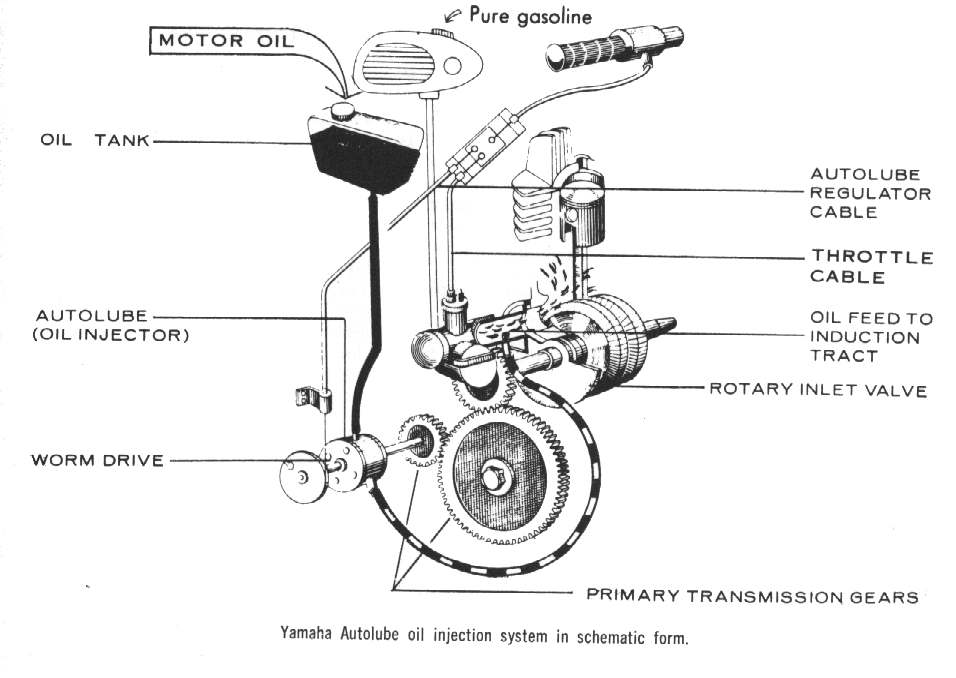 Pure gasoline
MOTOR OIL
OIL TANK
AUTOLUBE
REGULATOR
CABLE
THROTTLE
CABLE
AUTOLUBE
(OIL INJECTOR)
OIL FEED TO
INDUCTION
TRACT
ROTARY INLET VALVE
WORM DRIVE
PRIMARY TRANSMISSION GEARS
Yamaha Autolube oil injection system in schematic form.